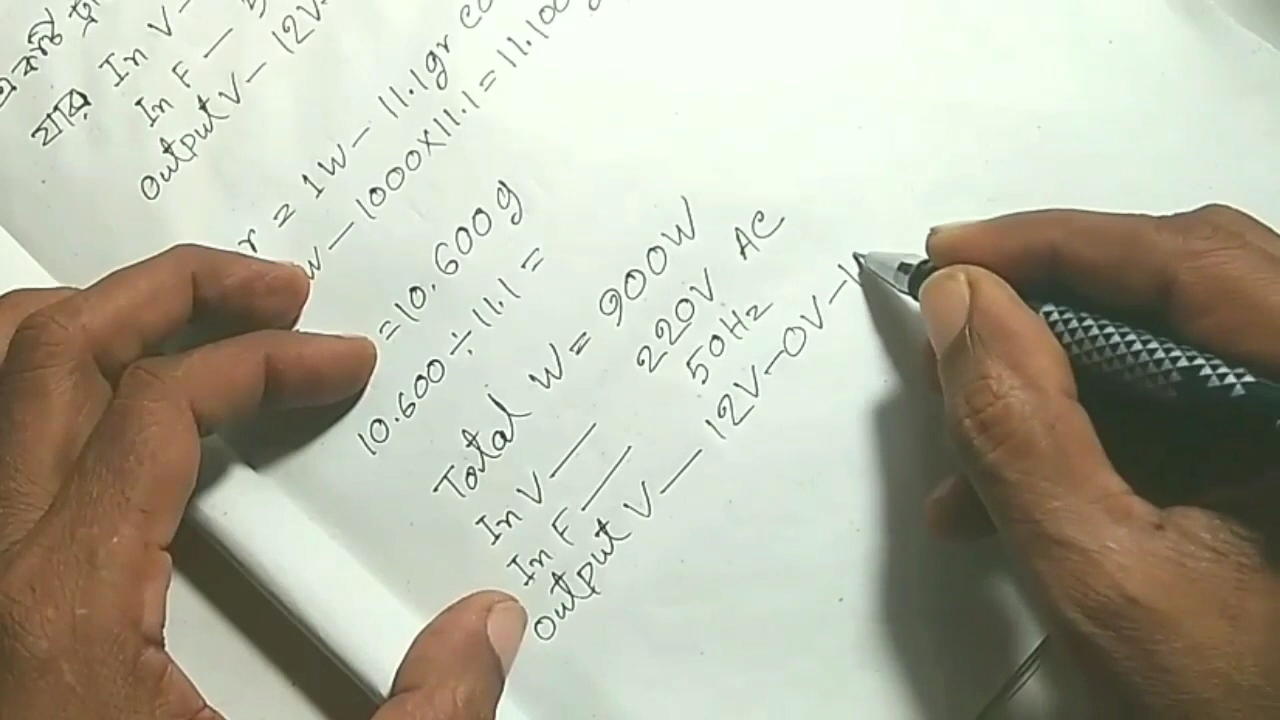 যার In V –
In F –
Output V – 12V
= 1W – 11.1gr
W – 1000×11.1 = 11.100
=10.600g
10.600÷11.1 =
Total W = 900W
In V — 220V AC
In F — 50Hz
Output V — 12V–0V–1